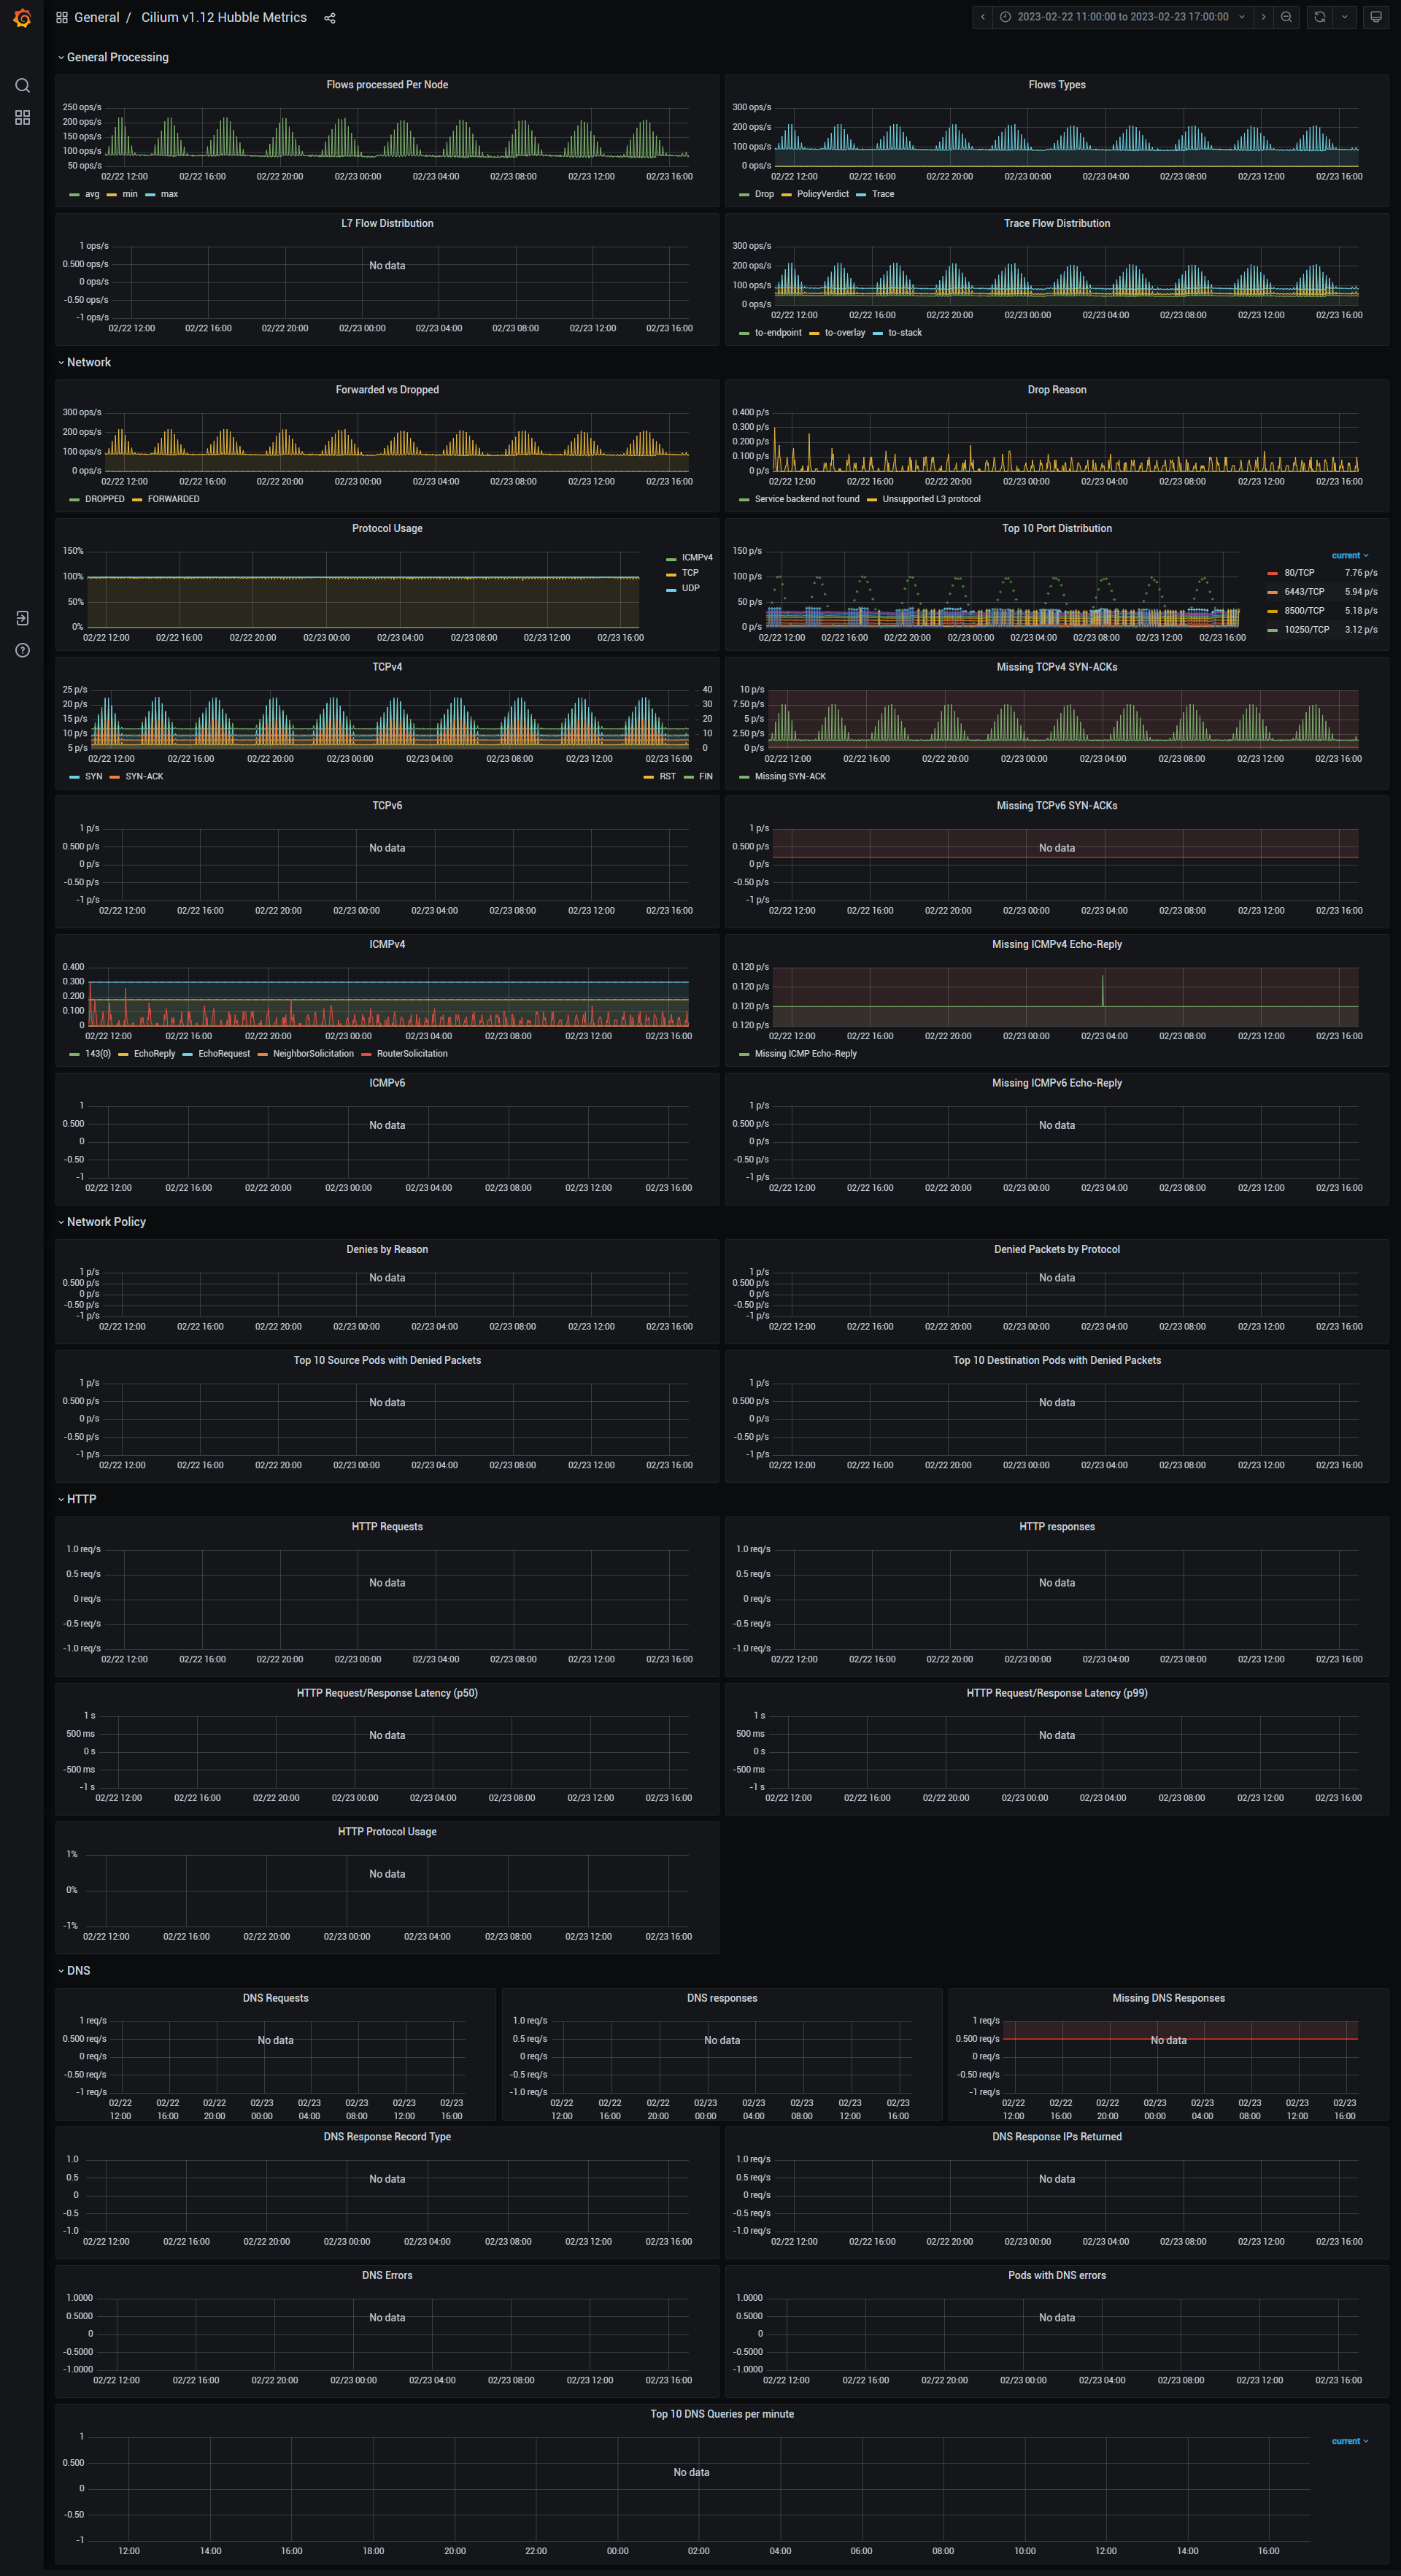 General / Cilium v1.12 Hubble Metrics
2023-02-22 11:00:00 to 2023-02-23 17:00:00
General Processing
Flows processed Per Node
250 ops/s
200 ops/s
150 ops/s
100 ops/s
50 ops/s
02/22 12:00 02/22 16:00 02/22 20:00 02/23 00:00 02/23 04:00 02/23 08:00 02/23 12:00 02/23 16:00
avg min max
Flows Types
300 ops/s
200 ops/s
100 ops/s
0 ops/s
02/22 12:00 02/22 16:00 02/22 20:00 02/23 00:00 02/23 04:00 02/23 08:00 02/23 12:00 02/23 16:00
Drop PolicyVerdict Trace
L7 Flow Distribution
1 ops/s
0.500 ops/s
0 ops/s
-0.50 ops/s
-1 ops/s
No data
02/22 12:00 02/22 16:00 02/22 20:00 02/23 00:00 02/23 04:00 02/23 08:00 02/23 12:00 02/23 16:00
Trace Flow Distribution
300 ops/s
200 ops/s
100 ops/s
0 ops/s
02/22 12:00 02/22 16:00 02/22 20:00 02/23 00:00 02/23 04:00 02/23 08:00 02/23 12:00 02/23 16:00
to-endpoint to-overlay to-stack
Network
Forwarded vs Dropped
300 ops/s
200 ops/s
100 ops/s
0 ops/s
02/22 12:00 02/22 16:00 02/22 20:00 02/23 00:00 02/23 04:00 02/23 08:00 02/23 12:00 02/23 16:00
DROPPED FORWARDED
Drop Reason
0.400 p/s
0.300 p/s
0.200 p/s
0.100 p/s
0 p/s
02/22 12:00 02/22 16:00 02/22 20:00 02/23 00:00 02/23 04:00 02/23 08:00 02/23 12:00 02/23 16:00
Service backend not found Unsupported L3 protocol
Protocol Usage
150%
100%
50%
0%
02/22 12:00 02/22 16:00 02/22 20:00 02/23 00:00 02/23 04:00 02/23 08:00 02/23 12:00 02/23 16:00
ICMPv4
TCP
UDP
Top 10 Port Distribution
150 p/s
100 p/s
50 p/s
0 p/s
02/22 12:00 02/22 16:00 02/22 20:00 02/23 00:00 02/23 04:00 02/23 08:00 02/23 12:00 02/23 16:00
current
80/TCP 7.76 p/s
6443/TCP 5.94 p/s
8500/TCP 5.18 p/s
10250/TCP 3.12 p/s
TCPv4
25 p/s
20 p/s
15 p/s
10 p/s
5 p/s
40
30
20
10
0
02/22 12:00 02/22 16:00 02/22 20:00 02/23 00:00 02/23 04:00 02/23 08:00 02/23 12:00 02/23 16:00
SYN SYN-ACK RST FIN
Missing TCPv4 SYN-ACKs
10 p/s
7.50 p/s
5 p/s
2.50 p/s
0 p/s
02/22 12:00 02/22 16:00 02/22 20:00 02/23 00:00 02/23 04:00 02/23 08:00 02/23 12:00 02/23 16:00
Missing SYN-ACK
TCPv6
1 p/s
0.500 p/s
0 p/s
-0.50 p/s
-1 p/s
No data
02/22 12:00 02/22 16:00 02/22 20:00 02/23 00:00 02/23 04:00 02/23 08:00 02/23 12:00 02/23 16:00
Missing TCPv6 SYN-ACKs
1 p/s
0.500 p/s
0 p/s
-0.50 p/s
-1 p/s
No data
02/22 12:00 02/22 16:00 02/22 20:00 02/23 00:00 02/23 04:00 02/23 08:00 02/23 12:00 02/23 16:00
ICMPv4
0.400
0.300
0.200
0.100
0
02/22 12:00 02/22 16:00 02/22 20:00 02/23 00:00 02/23 04:00 02/23 08:00 02/23 12:00 02/23 16:00
143(0) EchoReply EchoRequest NeighborSolicitation RouterSolicitation
Missing ICMPv4 Echo-Reply
0.120 p/s
0.120 p/s
0.120 p/s
0.120 p/s
02/22 12:00 02/22 16:00 02/22 20:00 02/23 00:00 02/23 04:00 02/23 08:00 02/23 12:00 02/23 16:00
Missing ICMP Echo-Reply
ICMPv6
1
0.500
0
-0.50
-1
No data
02/22 12:00 02/22 16:00 02/22 20:00 02/23 00:00 02/23 04:00 02/23 08:00 02/23 12:00 02/23 16:00
Missing ICMPv6 Echo-Reply
1 p/s
0.500 p/s
0 p/s
-0.50 p/s
-1 p/s
No data
02/22 12:00 02/22 16:00 02/22 20:00 02/23 00:00 02/23 04:00 02/23 08:00 02/23 12:00 02/23 16:00
Network Policy
Denies by Reason
1 p/s
0.500 p/s
0 p/s
-0.50 p/s
-1 p/s
No data
02/22 12:00 02/22 16:00 02/22 20:00 02/23 00:00 02/23 04:00 02/23 08:00 02/23 12:00 02/23 16:00
Denied Packets by Protocol
1 p/s
0.500 p/s
0 p/s
-0.50 p/s
-1 p/s
No data
02/22 12:00 02/22 16:00 02/22 20:00 02/23 00:00 02/23 04:00 02/23 08:00 02/23 12:00 02/23 16:00
Top 10 Source Pods with Denied Packets
1 p/s
0.500 p/s
0 p/s
-0.50 p/s
-1 p/s
No data
02/22 12:00 02/22 16:00 02/22 20:00 02/23 00:00 02/23 04:00 02/23 08:00 02/23 12:00 02/23 16:00
Top 10 Destination Pods with Denied Packets
1 p/s
0.500 p/s
0 p/s
-0.50 p/s
-1 p/s
No data
02/22 12:00 02/22 16:00 02/22 20:00 02/23 00:00 02/23 04:00 02/23 08:00 02/23 12:00 02/23 16:00
HTTP
HTTP Requests
1.0 req/s
0.5 req/s
0 req/s
-0.5 req/s
-1.0 req/s
No data
02/22 12:00 02/22 16:00 02/22 20:00 02/23 00:00 02/23 04:00 02/23 08:00 02/23 12:00 02/23 16:00
HTTP responses
1.0 req/s
0.5 req/s
0 req/s
-0.5 req/s
-1.0 req/s
No data
02/22 12:00 02/22 16:00 02/22 20:00 02/23 00:00 02/23 04:00 02/23 08:00 02/23 12:00 02/23 16:00
HTTP Request/Response Latency (p50)
1 s
500 ms
0 s
-500 ms
-1 s
No data
02/22 12:00 02/22 16:00 02/22 20:00 02/23 00:00 02/23 04:00 02/23 08:00 02/23 12:00 02/23 16:00
HTTP Request/Response Latency (p99)
1 s
500 ms
0 s
-500 ms
-1 s
No data
02/22 12:00 02/22 16:00 02/22 20:00 02/23 00:00 02/23 04:00 02/23 08:00 02/23 12:00 02/23 16:00
HTTP Protocol Usage
1%
0%
-1%
No data
02/22 12:00 02/22 16:00 02/22 20:00 02/23 00:00 02/23 04:00 02/23 08:00 02/23 12:00 02/23 16:00
DNS
DNS Requests
1 req/s
0.500 req/s
0 req/s
-0.50 req/s
-1 req/s
No data
02/22 02/22 02/22 02/23 02/23 02/23 02/23 02/23
12:00 16:00 20:00 00:00 04:00 08:00 12:00 16:00
DNS responses
1.0 req/s
0.5 req/s
0 req/s
-0.5 req/s
-1.0 req/s
No data
02/22 02/22 02/22 02/23 02/23 02/23 02/23 02/23
12:00 16:00 20:00 00:00 04:00 08:00 12:00 16:00
Missing DNS Responses
1 req/s
0.500 req/s
0 req/s
-0.50 req/s
-1 req/s
No data
02/22 02/22 02/22 02/23 02/23 02/23 02/23 02/23
12:00 16:00 20:00 00:00 04:00 08:00 12:00 16:00
DNS Response Record Type
1.0
0.5
0
-0.5
-1.0
No data
02/22 12:00 02/22 16:00 02/22 20:00 02/23 00:00 02/23 04:00 02/23 08:00 02/23 12:00 02/23 16:00
DNS Response IPs Returned
1.0 req/s
0.5 req/s
0 req/s
-0.5 req/s
-1.0 req/s
No data
02/22 12:00 02/22 16:00 02/22 20:00 02/23 00:00 02/23 04:00 02/23 08:00 02/23 12:00 02/23 16:00
DNS Errors
1.0000
0.5000
0
-0.5000
-1.0000
No data
02/22 12:00 02/22 16:00 02/22 20:00 02/23 00:00 02/23 04:00 02/23 08:00 02/23 12:00 02/23 16:00
Pods with DNS errors
1.0000
0.5000
0
-0.5000
-1.0000
No data
02/22 12:00 02/22 16:00 02/22 20:00 02/23 00:00 02/23 04:00 02/23 08:00 02/23 12:00 02/23 16:00
Top 10 DNS Queries per minute
1
0.500
0
-0.50
-1
No data
current
12:00 14:00 16:00 18:00 20:00 22:00 00:00 02:00 04:00 06:00 08:00 10:00 12:00 14:00 16:00